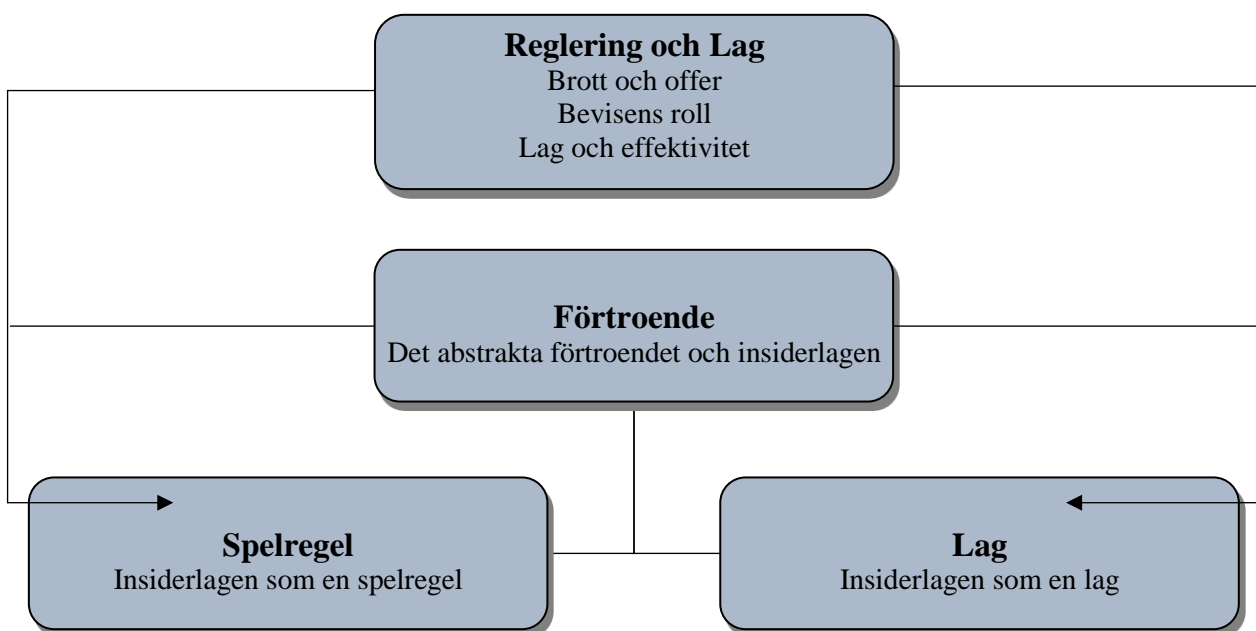 Reglering och Lag
Brott och offer
Bevisens roll
Lag och effektivitet
Förtroende
Det abstrakta förtroendet och insiderlagen
Spelregel
Insiderlagen som en spelregel
Lag
Insiderlagen som en lag